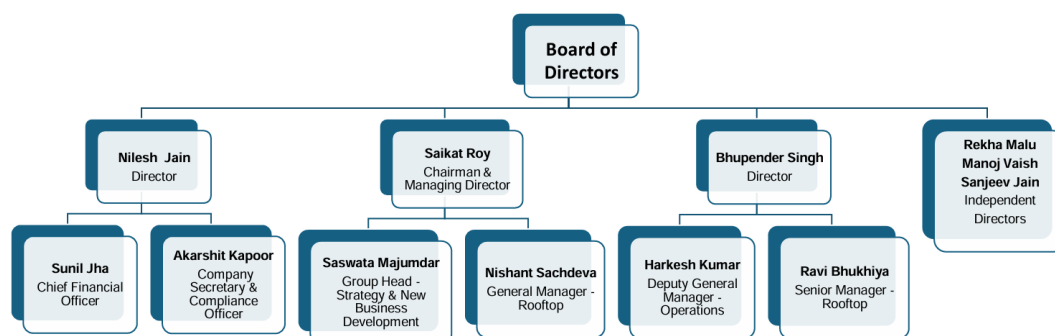 Board of
Directors
Nilesh Jain
Director
Saikat Roy
Chairman &
Managing Director
Bhupender Singh
Director
Rekha Malu
Manoj Vaish
Sanjeev Jain
Independent
Directors
Sunil Jha
Chief Financial
Officer
Akarshit Kapoor
Company
Secretary &
Compliance
Officer
Saswata Majumdar
Group Head -
Strategy & New
Business
Development
Nishant Sachdeva
General Manager -
Rooftop
Harkesh Kumar
Deputy General
Manager -
Operations
Ravi Bhukhiya
Senior Manager -
Rooftop